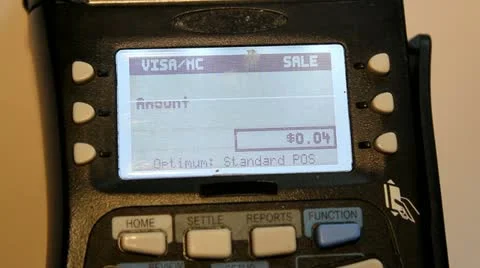 VISA/MC SALE
Amount
$0.04
Optimum: Standard POS
HOME SETTLE REPORTS FUNCTION